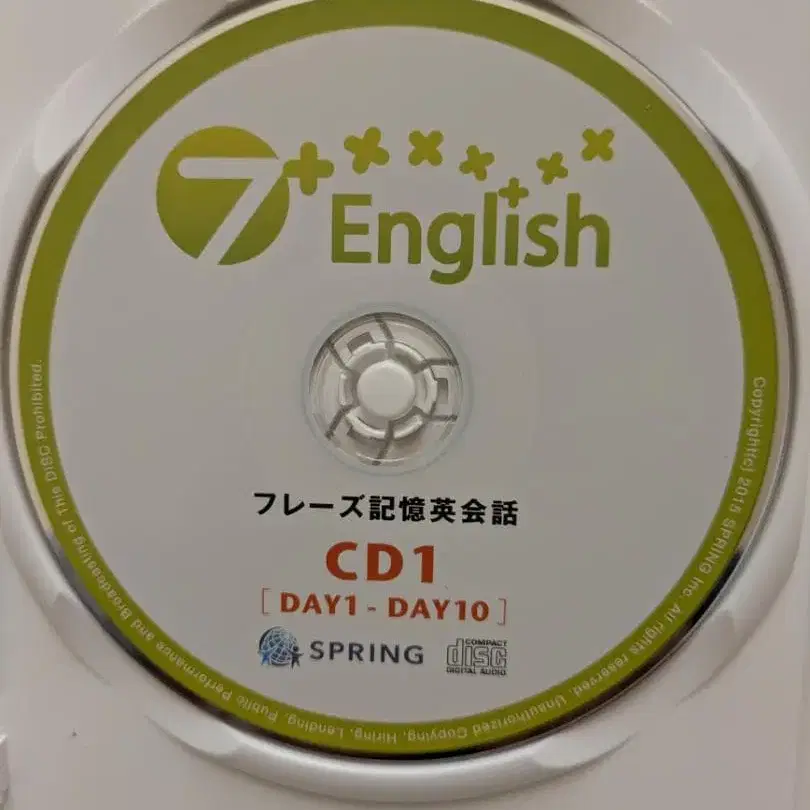 7+
English
フレーズ記憶英会話
CD1
[ DAY1 - DAY10 ]
SPRING
COMPACT
disc
DIGITAL AUDIO
Copyright(c) 2015 SPRING Inc. All rights reserved. Unauthorized Copying, Hiring, Lending, Public Performance and Broadcasting of This DISC Prohibited.